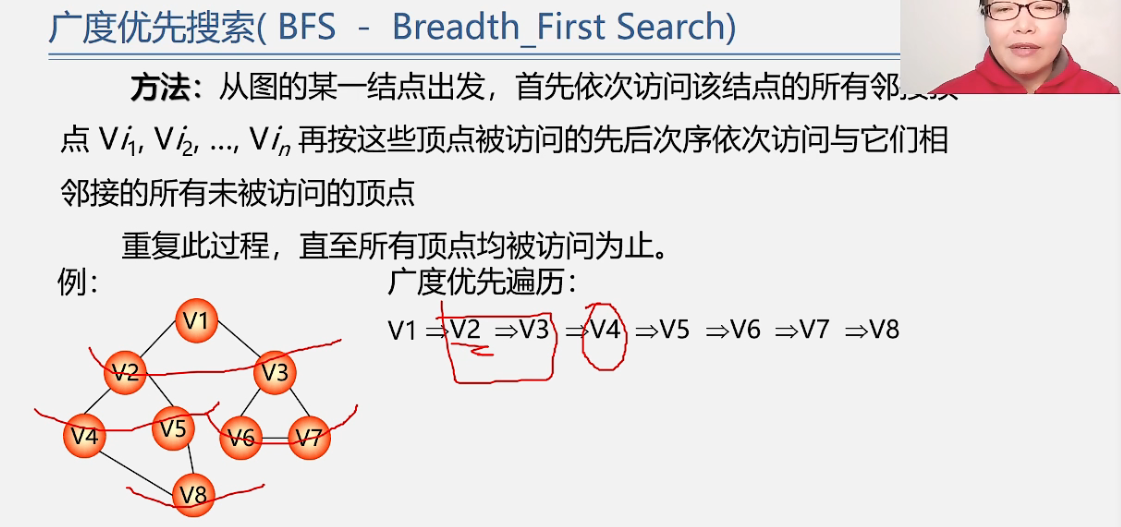 广度优先搜索( BFS - Breadth_First Search)
方法：从图的某一结点出发，首先依次访问该结点的所有邻接顶
点 Vi1, Vi2, ..., Vin 再按这些顶点被访问的先后次序依次访问与它们相
邻接的所有未被访问的顶点
重复此过程，直至所有顶点均被访问为止。
例：
广度优先遍历：
V1 ⇒V2 ⇒V3 ⇒V4 ⇒V5 ⇒V6 ⇒V7 ⇒V8
V1
V2 V3
V4 V5 V6 V7
V8